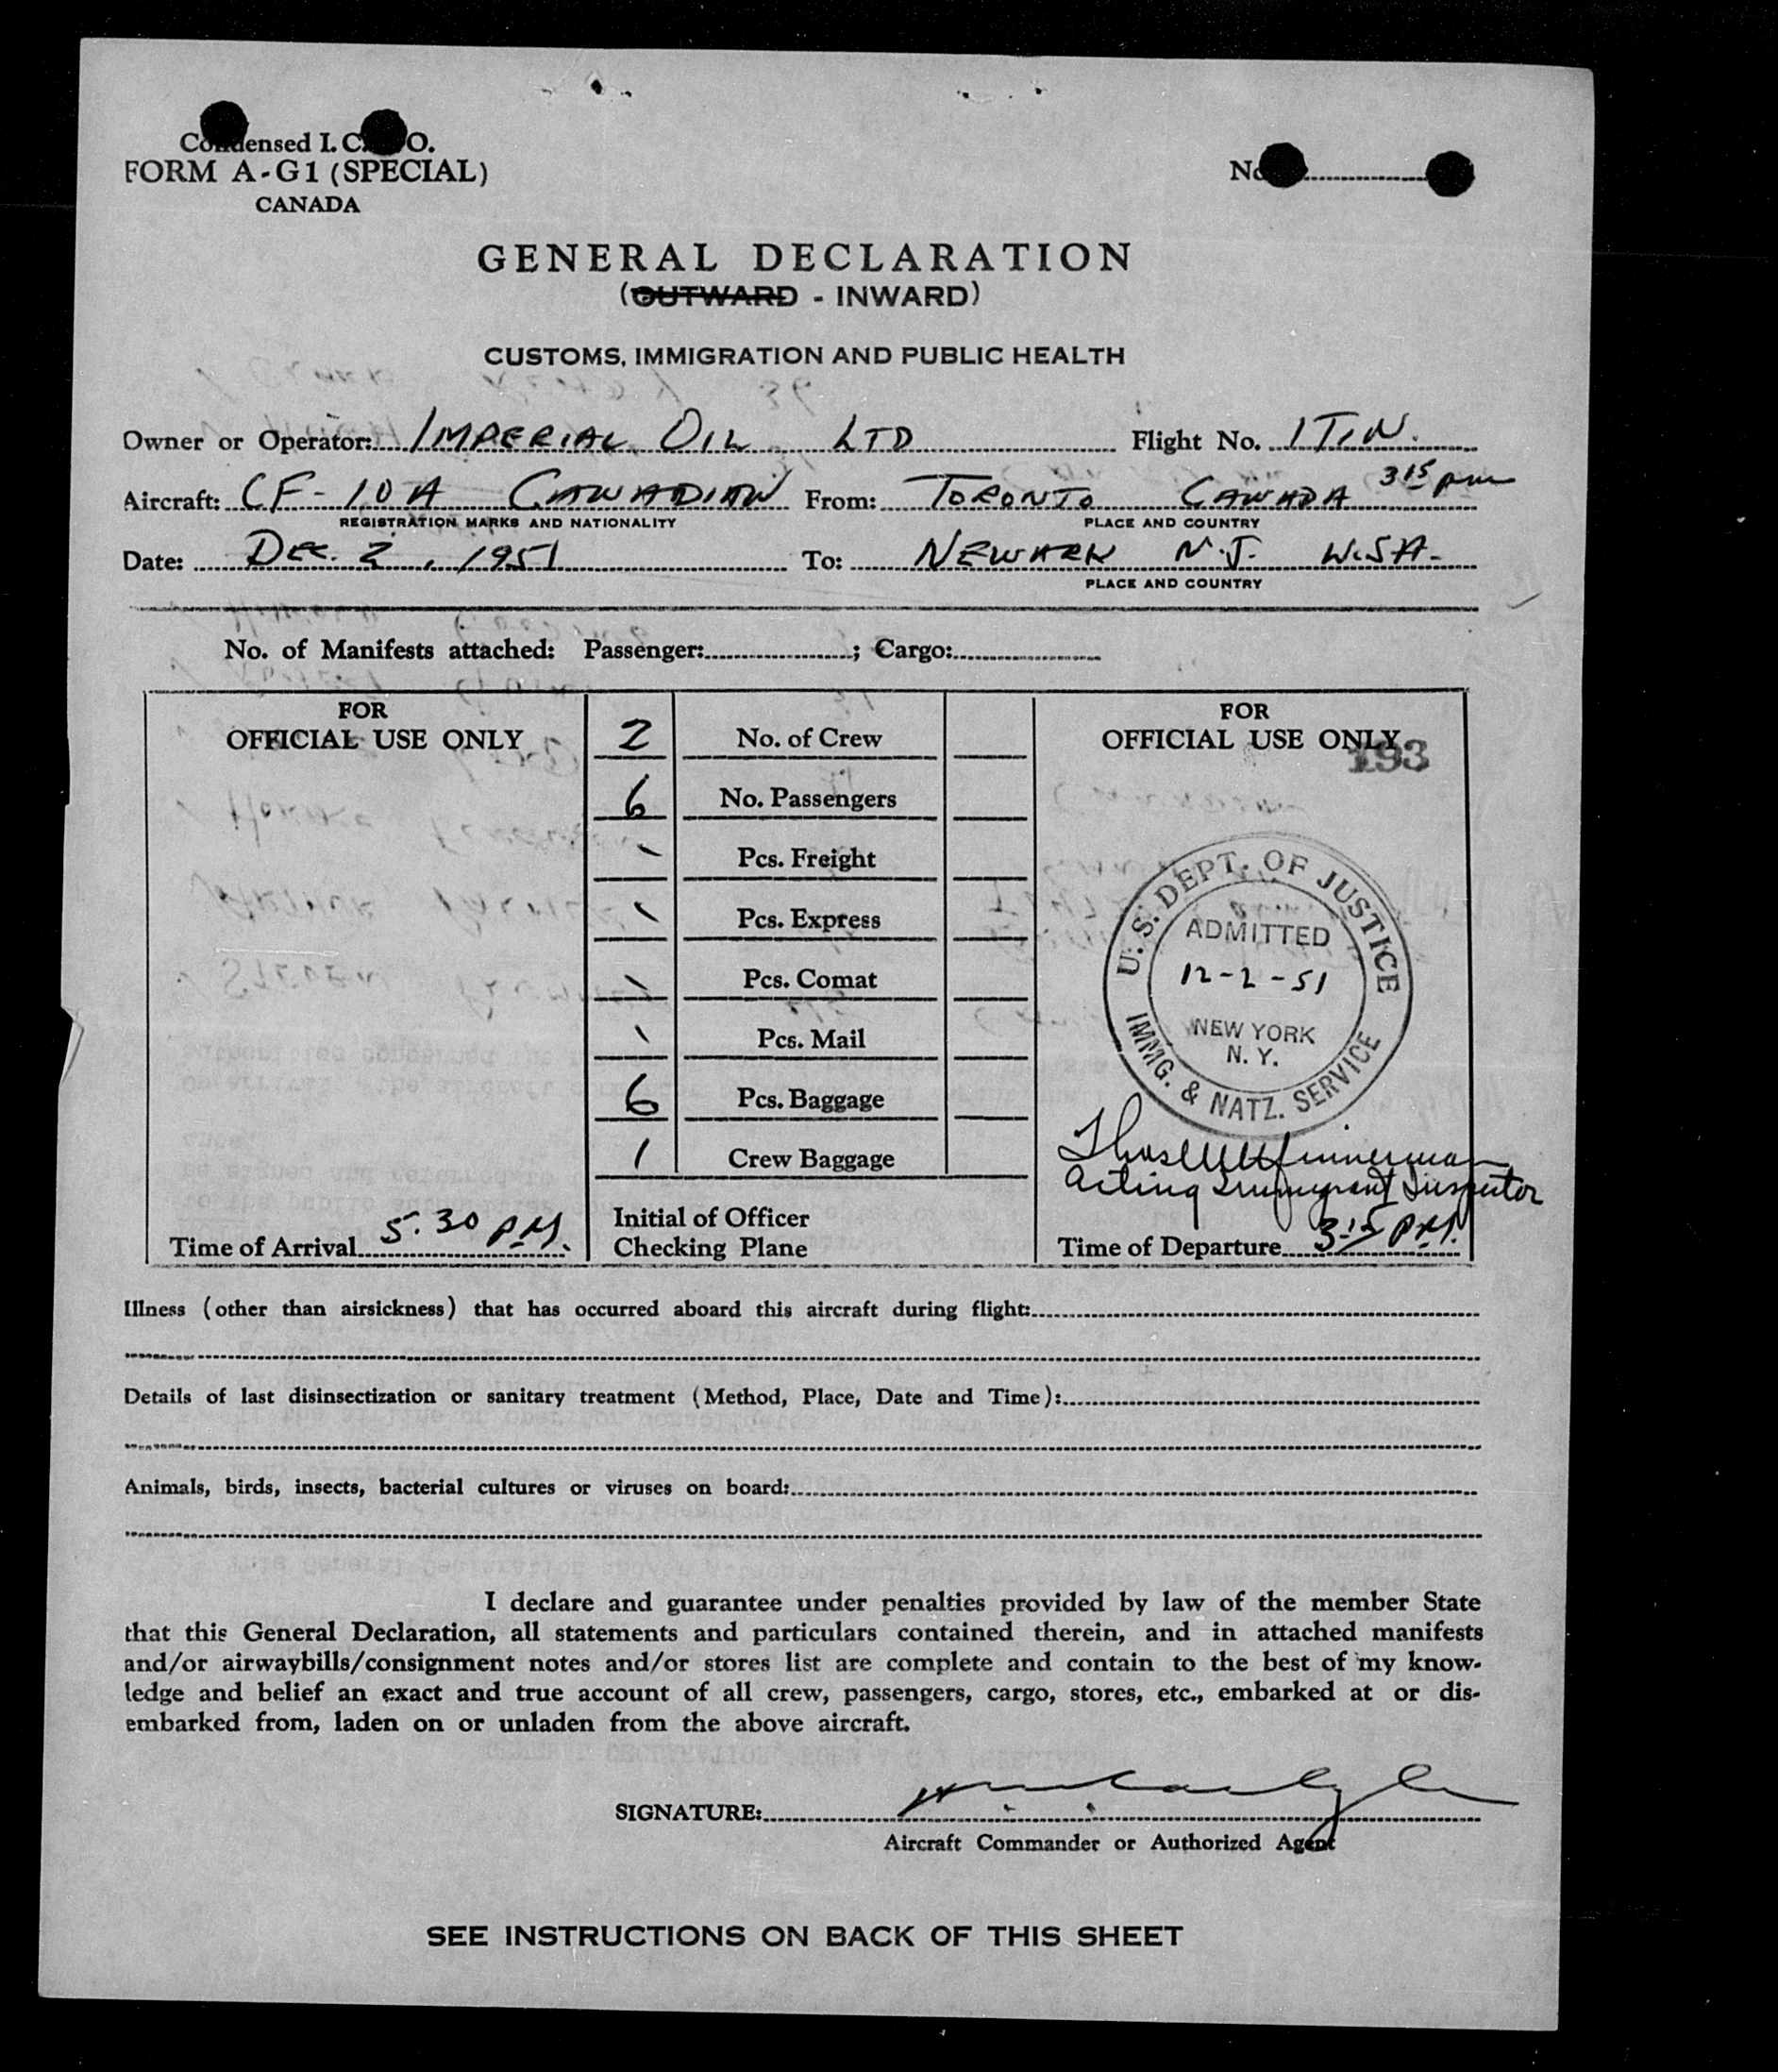 Condensed I. C. O.
FORM A-G1 (SPECIAL)
CANADA
No
GENERAL DECLARATION
(OUTWARD - INWARD)
CUSTOMS, IMMIGRATION AND PUBLIC HEALTH
Owner or Operator: IMPERIAL OIL LTD Flight No. ITIN.
Aircraft: CF-IOA CANADIAN From: TORONTO CANADA 3 15 pm
REGISTRATION MARKS AND NATIONALITY PLACE AND COUNTRY
Date: DEC. 2, 1951 To: NEWARK N.J. U.S.A.
PLACE AND COUNTRY
No. of Manifests attached: Passenger: ; Cargo:
FOR
OFFICIAL USE ONLY
2 No. of Crew
6 No. Passengers
\ Pcs. Freight
\ Pcs. Express
\ Pcs. Comat
\ Pcs. Mail
6 Pcs. Baggage
1 Crew Baggage
FOR
OFFICIAL USE ONLY
193
U. S. DEPT. OF JUSTICE
ADMITTED
12-2-51
NEW YORK
N. Y.
IMMG. & NATZ. SERVICE
Acting Immigrant Inspector
Time of Arrival 5.30 P.M.
Initial of Officer
Checking Plane
Time of Departure 3-15 P.M.
Illness (other than airsickness) that has occurred aboard this aircraft during flight:
Details of last disinsectization or sanitary treatment (Method, Place, Date and Time):
Animals, birds, insects, bacterial cultures or viruses on board:
I declare and guarantee under penalties provided by law of the member State
that this General Declaration, all statements and particulars contained therein, and in attached manifests
and/or airwaybills/consignment notes and/or stores list are complete and contain to the best of my know-
ledge and belief an exact and true account of all crew, passengers, cargo, stores, etc., embarked at or dis-
embarked from, laden on or unladen from the above aircraft.
SIGNATURE:
Aircraft Commander or Authorized Agent
SEE INSTRUCTIONS ON BACK OF THIS SHEET